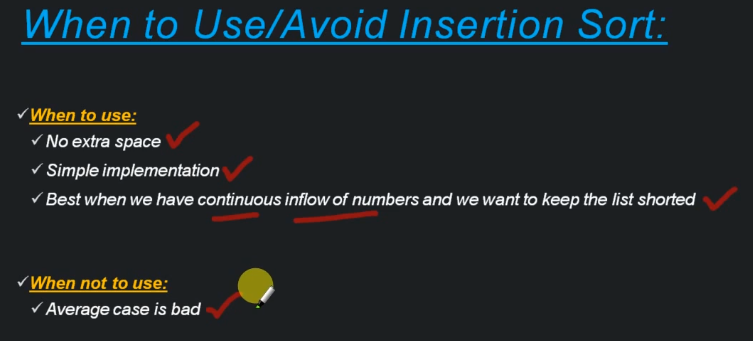 When to Use/Avoid Insertion Sort:
When to use:
No extra space
Simple implementation
Best when we have continuous inflow of numbers and we want to keep the list shorted
When not to use:
Average case is bad